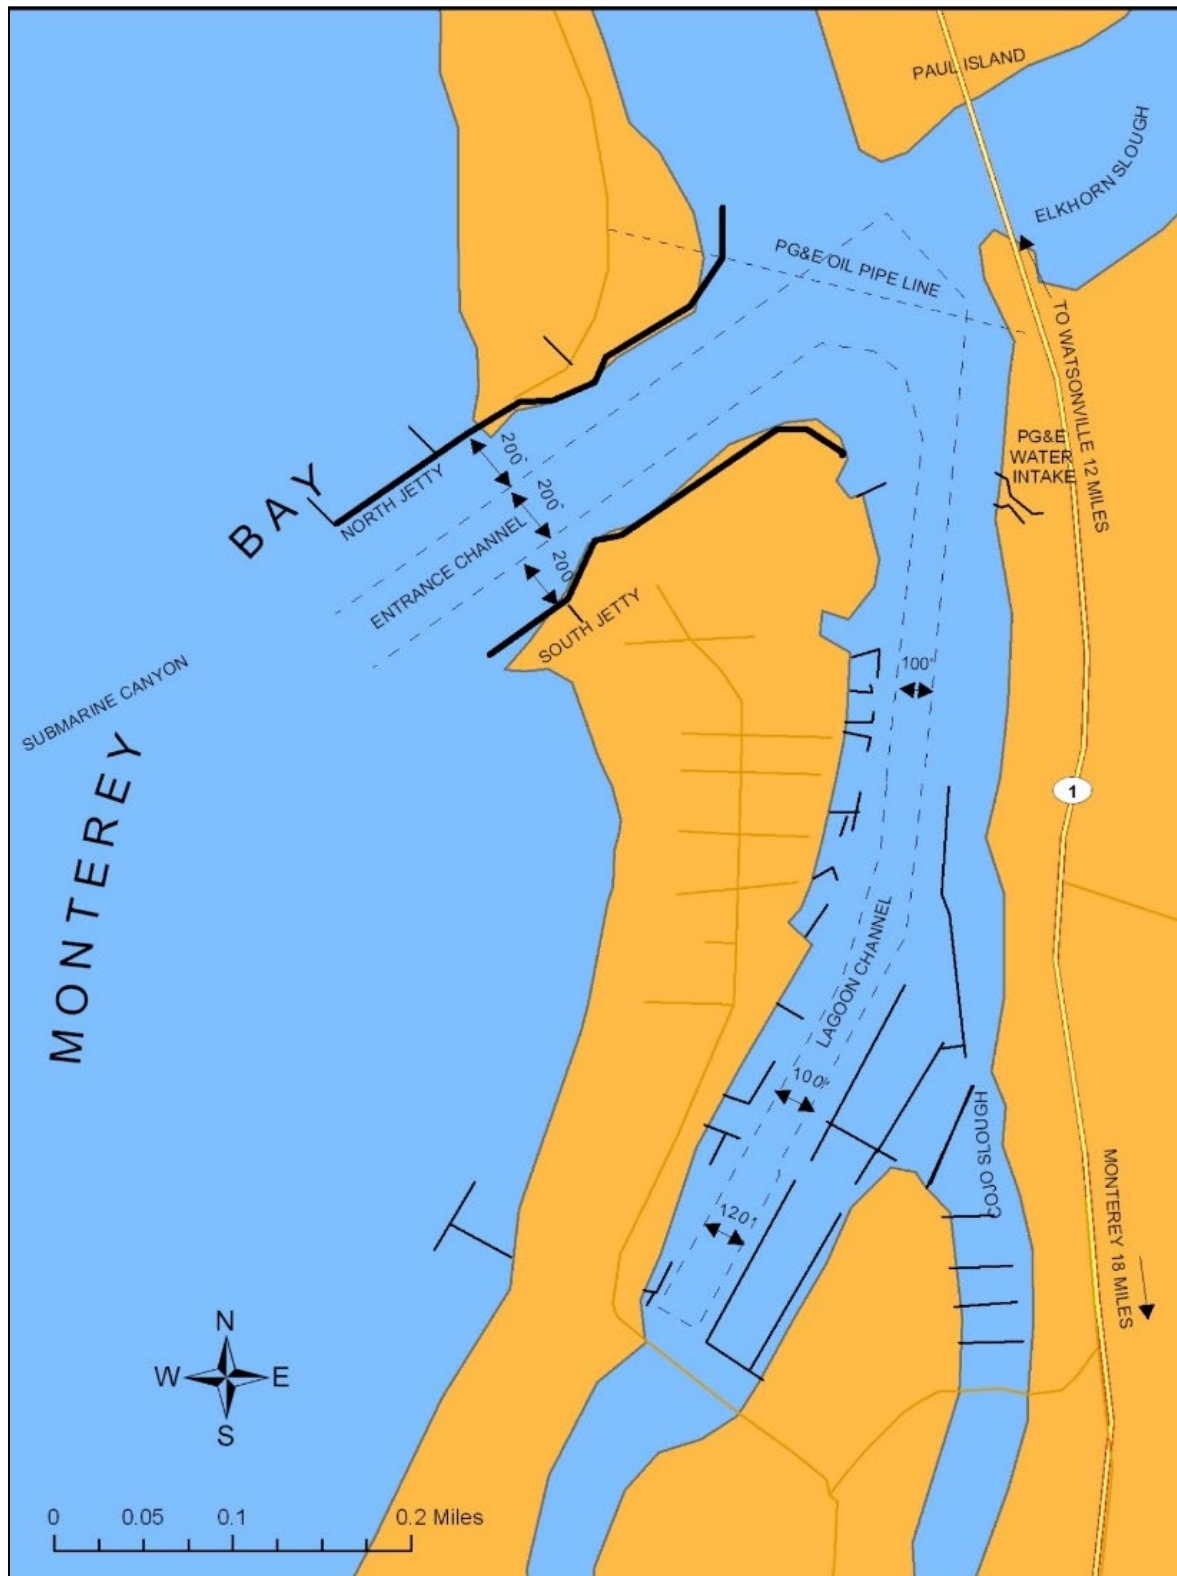 PAUL ISLAND
ELKHORN SLOUGH
PG&E OIL PIPE LINE
TO WATSONVILLE 12 MILES
PG&E
WATER
INTAKE
BAY
NORTH JETTY
200`
200`
200`
ENTRANCE CHANNEL
SOUTH JETTY
SUBMARINE CANYON
MONTEREY
100'
1
LAGOON CHANNEL
100'
COJO SLOUGH
120'
MONTEREY 18 MILES
N
W E
S
0 0.05 0.1 0.2 Miles